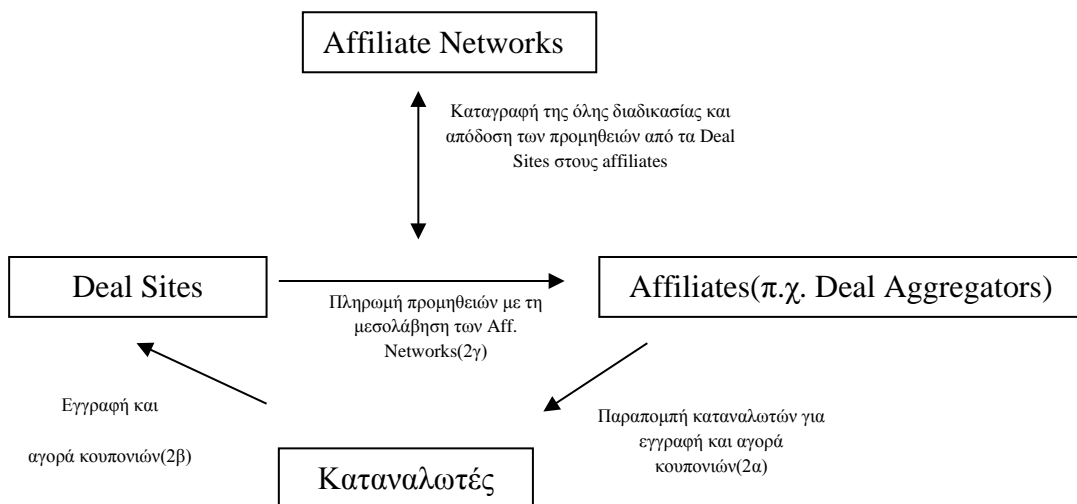 Affiliate Networks
Καταγραφή της όλης διαδικασίας και
απόδοση των προμηθειών από τα Deal
Sites στους affiliates
Deal Sites
Affiliates(π.χ. Deal Aggregators)
Πληρωμή προμηθειών με τη
μεσολάβηση των Aff.
Networks(2γ)
Εγγραφή και
αγορά κουπονιών(2β)
Παραπομπή καταναλωτών για
εγγραφή και αγορά
κουπονιών(2α)
Καταναλωτές